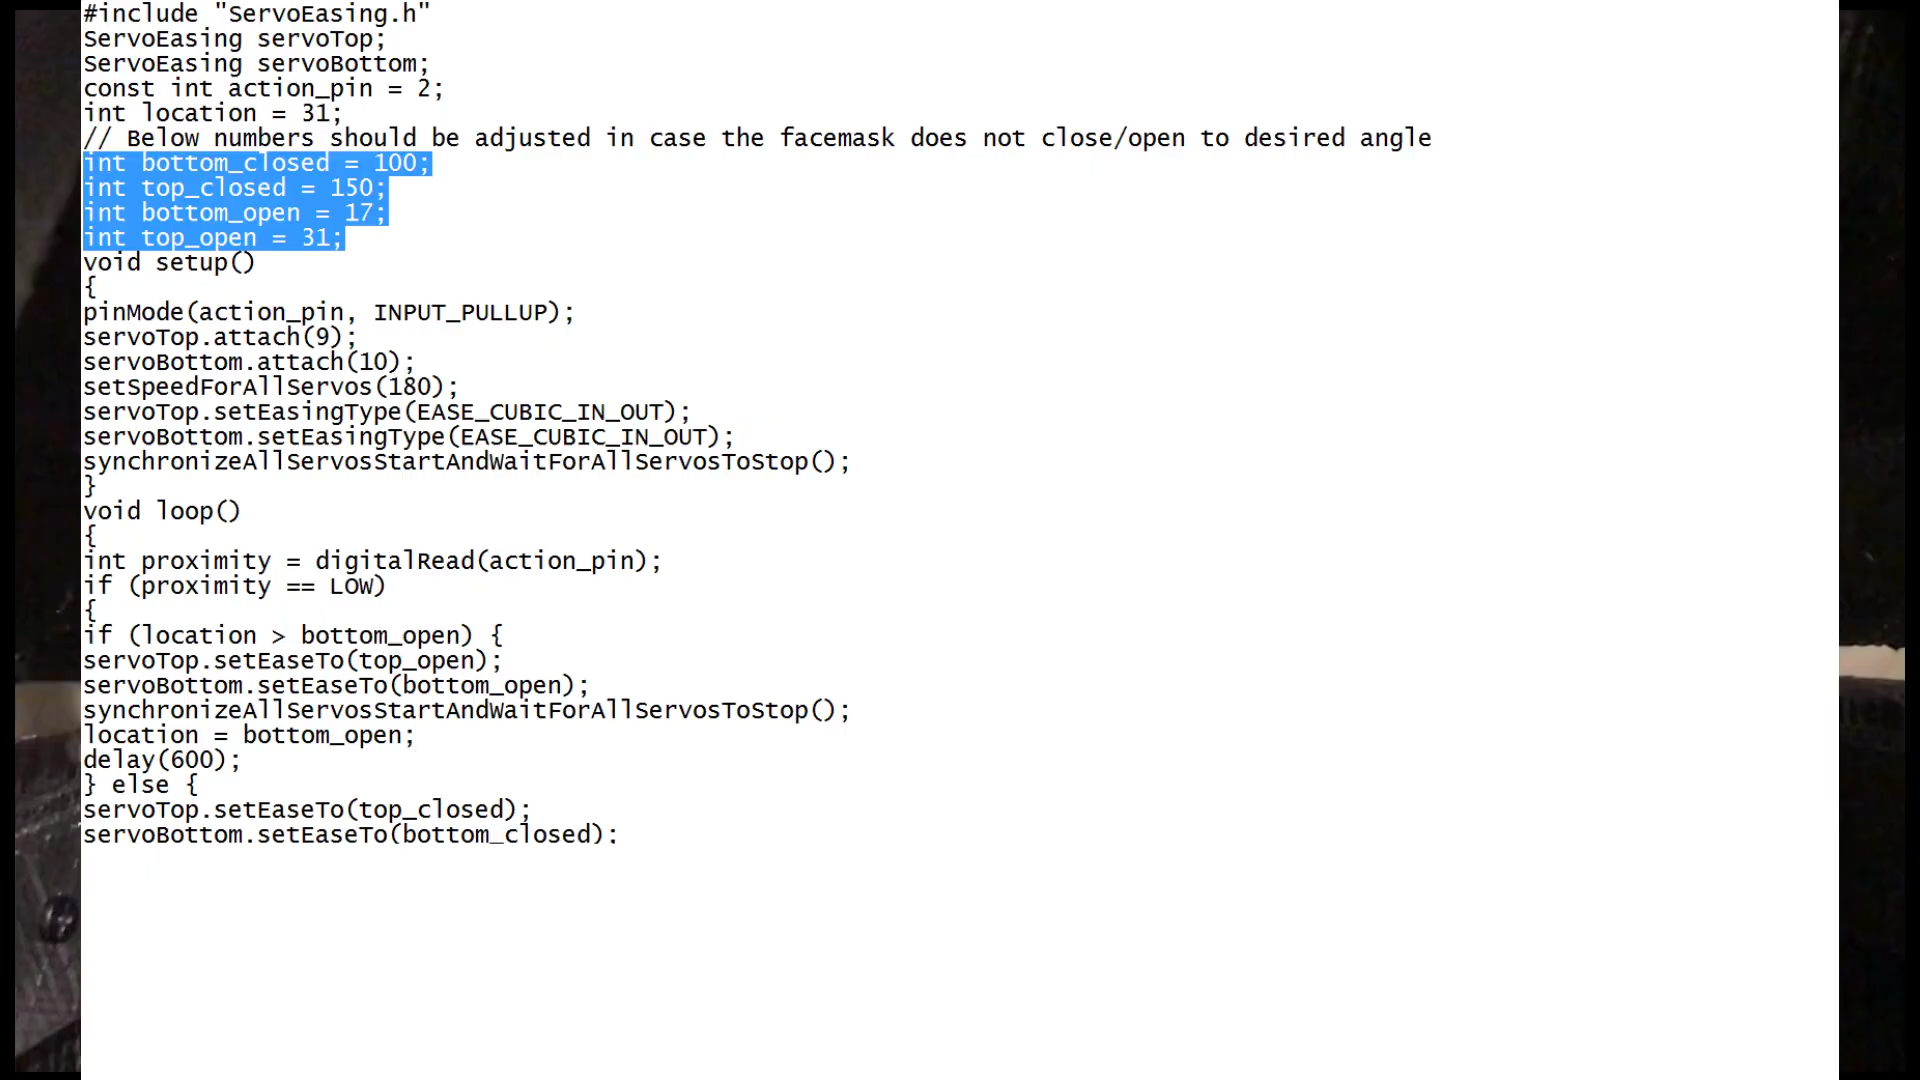 #include "ServoEasing.h"
ServoEasing servoTop;
ServoEasing servoBottom;
const int action_pin = 2;
int location = 31;
// Below numbers should be adjusted in case the facemask does not close/open to desired angle
int bottom_closed = 100;
int top_closed = 150;
int bottom_open = 17;
int top_open = 31;
void setup()
{
pinMode(action_pin, INPUT_PULLUP);
servoTop.attach(9);
servoBottom.attach(10);
setSpeedForAllServos(180);
servoTop.setEasingType(EASE_CUBIC_IN_OUT);
servoBottom.setEasingType(EASE_CUBIC_IN_OUT);
synchronizeAllServosStartAndWaitForAllServosToStop();
}
void loop()
{
int proximity = digitalRead(action_pin);
if (proximity == LOW)
{
if (location > bottom_open) {
servoTop.setEaseTo(top_open);
servoBottom.setEaseTo(bottom_open);
synchronizeAllServosStartAndWaitForAllServosToStop();
location = bottom_open;
delay(600);
} else {
servoTop.setEaseTo(top_closed);
servoBottom.setEaseTo(bottom_closed);